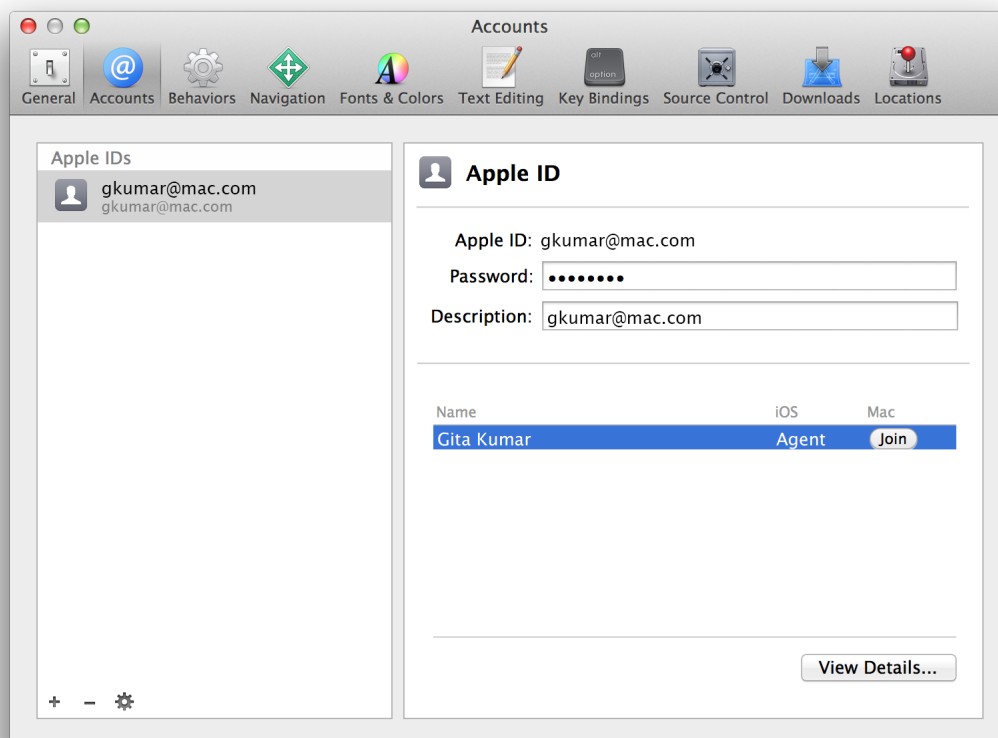 Accounts
General Accounts Behaviors Navigation Fonts & Colors Text Editing alt option Key Bindings Source Control Downloads Locations
Apple IDs
gkumar@mac.com
gkumar@mac.com
Apple ID
Apple ID: gkumar@mac.com
Password: ••••••••
Description: gkumar@mac.com
Name iOS Mac
Gita Kumar Agent Join
View Details...